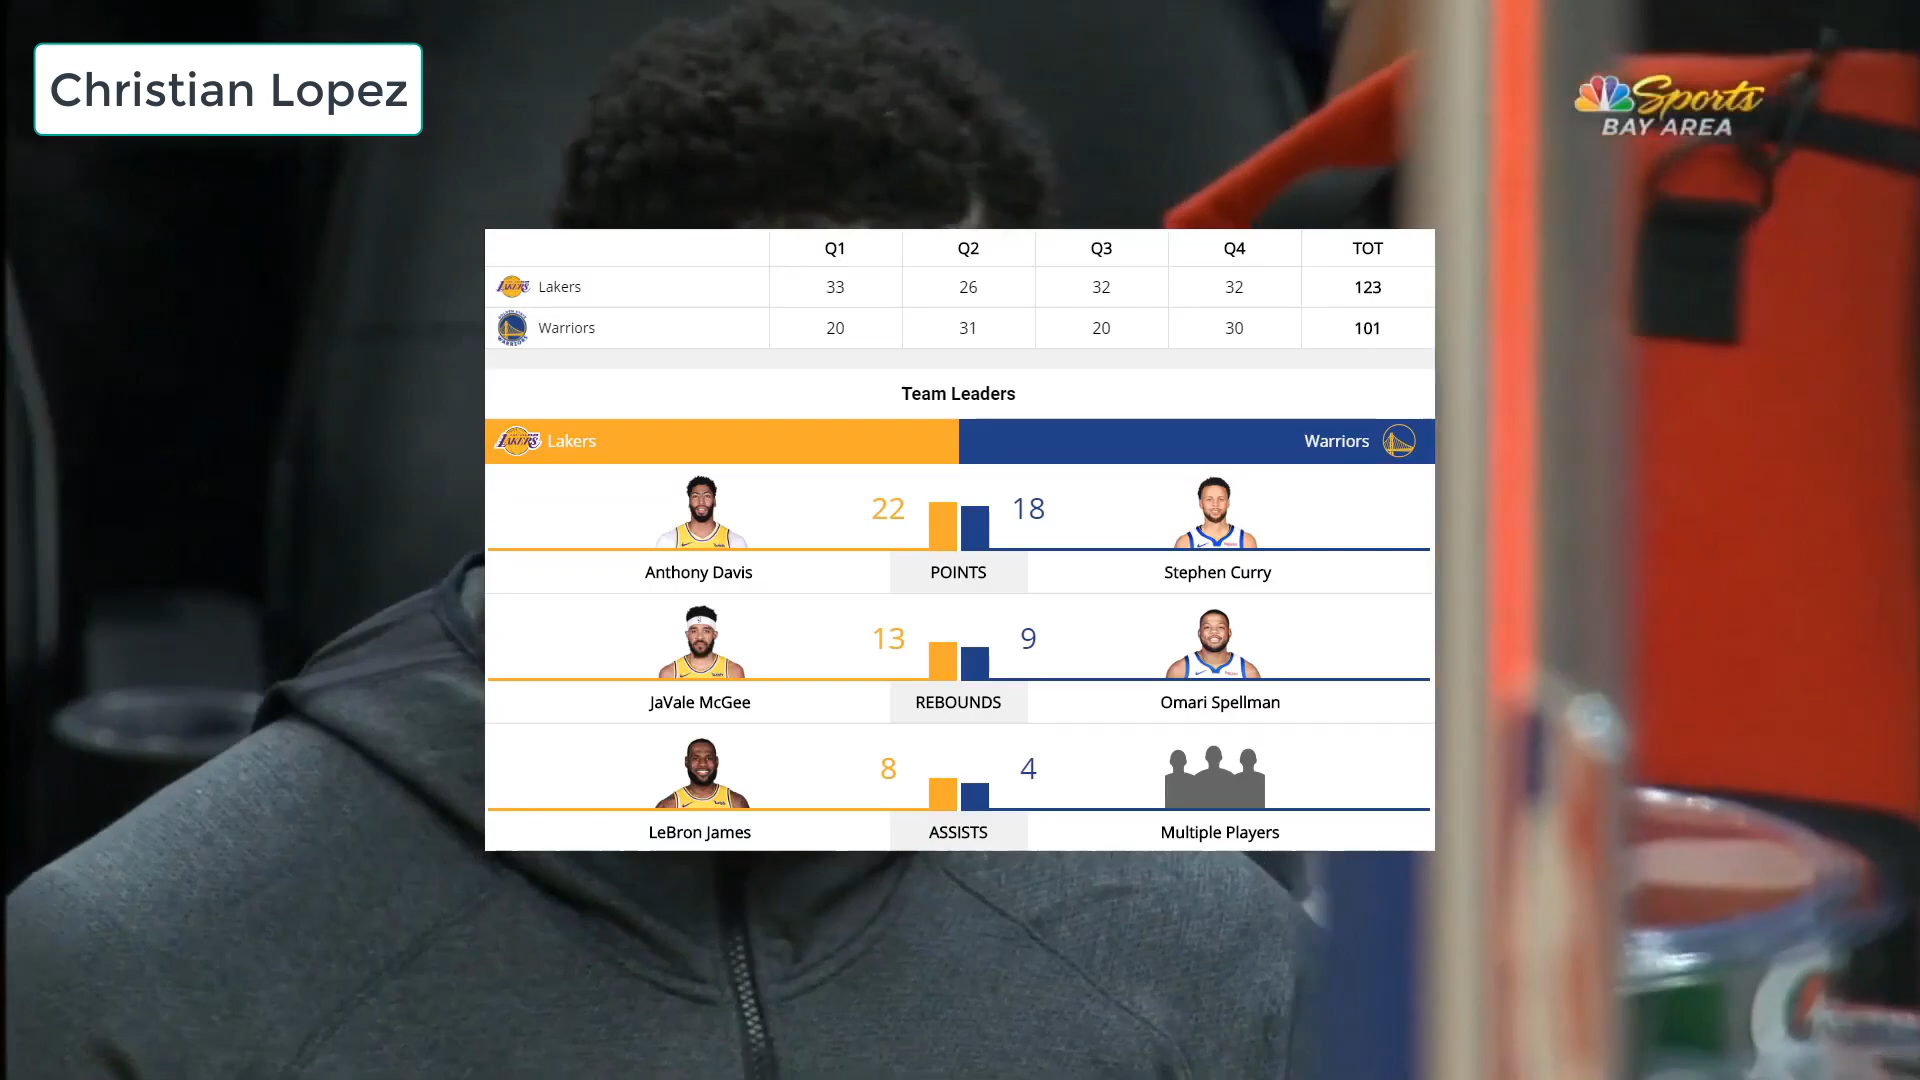 Christian Lopez
Sports
BAY AREA
Q1 Q2 Q3 Q4 TOT
LAKERS Lakers 33 26 32 32 123
Warriors 20 31 20 30 101
Team Leaders
LAKERS Lakers Warriors
22 18
Anthony Davis POINTS Stephen Curry
13 9
JaVale McGee REBOUNDS Omari Spellman
8 4
LeBron James ASSISTS Multiple Players